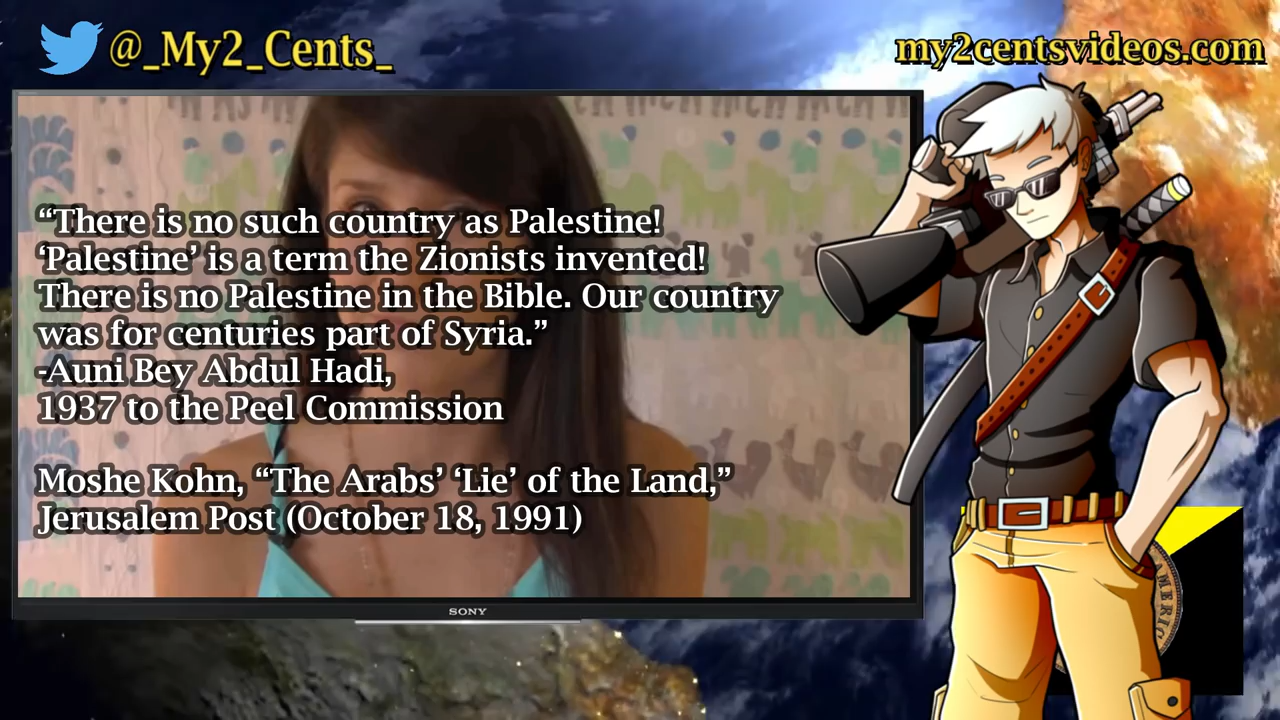 @_My2_Cents_
my2centsvideos.com
“There is no such country as Palestine!
‘Palestine’ is a term the Zionists invented!
There is no Palestine in the Bible. Our country
was for centuries part of Syria.”
-Auni Bey Abdul Hadi,
1937 to the Peel Commission
Moshe Kohn, “The Arabs’ ‘Lie’ of the Land,”
Jerusalem Post (October 18, 1991)
SONY